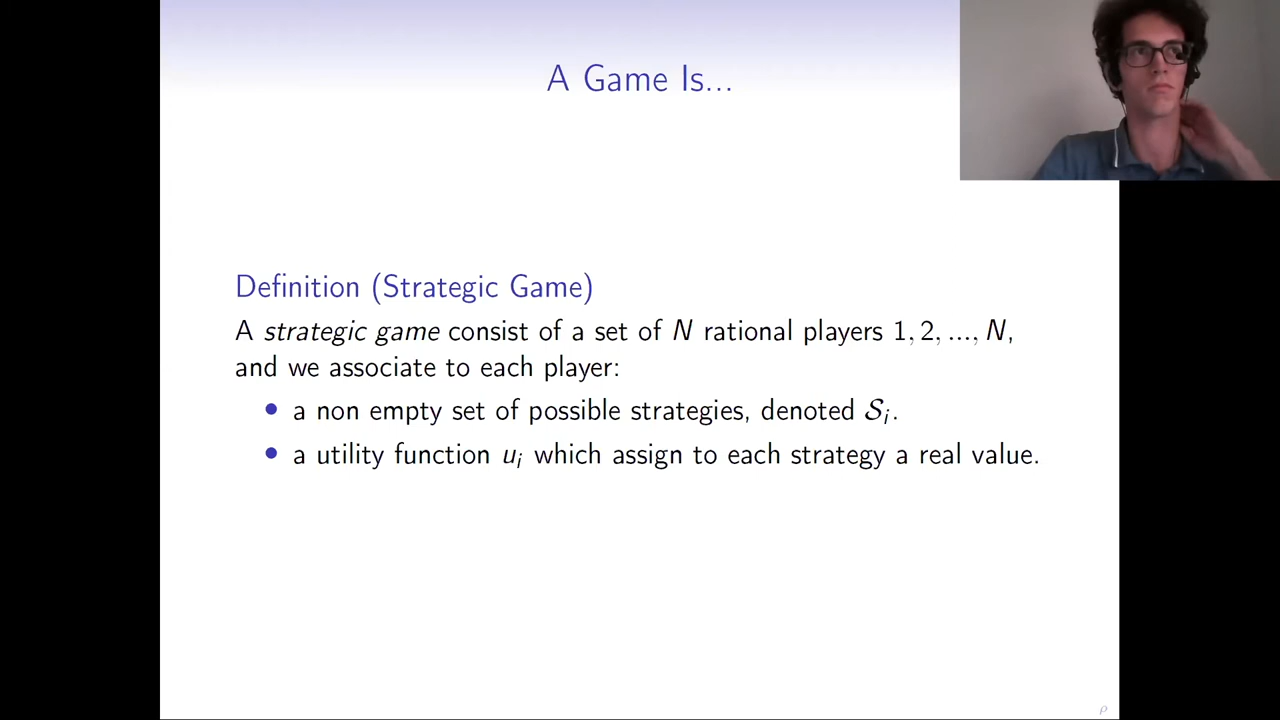 A Game Is...
Definition (Strategic Game)
A strategic game consist of a set of N rational players 1, 2, ..., N,
and we associate to each player:
• a non empty set of possible strategies, denoted 𝒮ᵢ.
• a utility function uᵢ which assign to each strategy a real value.
ρ